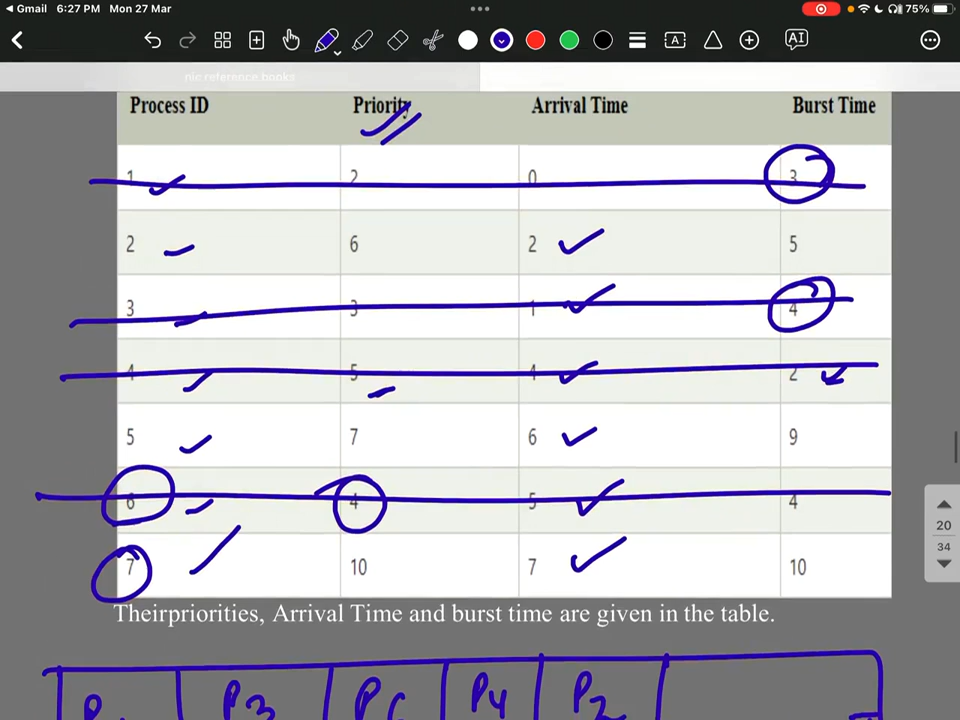 Gmail 6:27 PM Mon 27 Mar 75%
A AI
nic reference books
Process ID Priority Arrival Time Burst Time
1 2 0 3
2 6 2 5
3 3 1 4
4 5 4 2
5 7 6 9
6 4 5 4
7 10 7 10
20
34
Theirpriorities, Arrival Time and burst time are given in the table.
P3 P4 P2